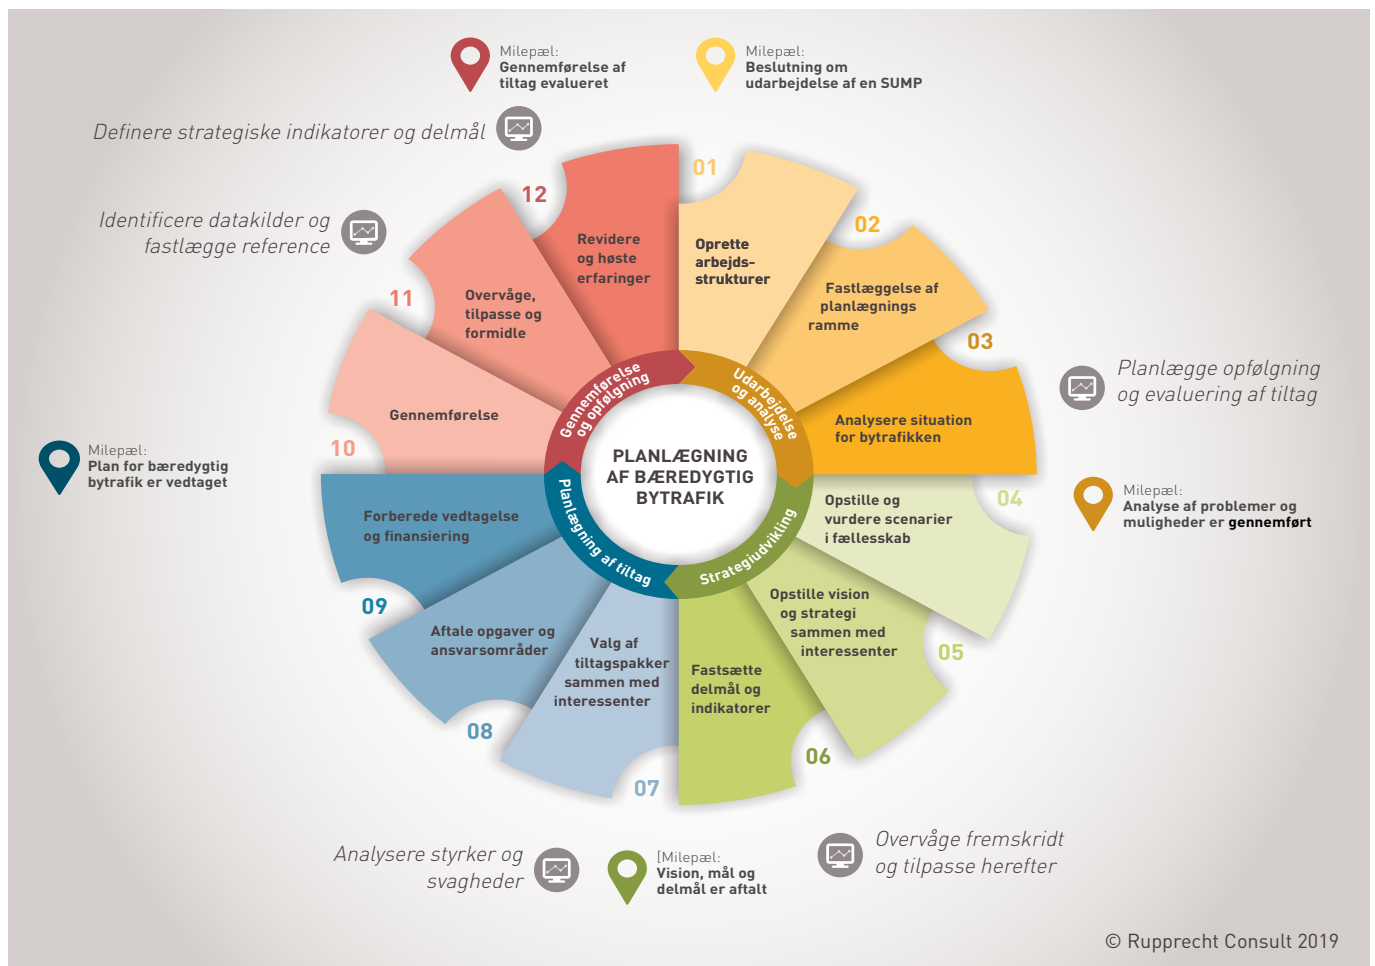 Milepæl:
Gennemførelse af
tiltag evalueret
Milepæl:
Beslutning om
udarbejdelse af en SUMP
Definere strategiske indikatorer og delmål
Identificere datakilder og
fastlægge reference
01
Oprette
arbejds-
strukturer
02
Fastlæggelse af
planlægnings
ramme
03
Analysere situation
for bytrafikken
Planlægge opfølgning
og evaluering af tiltag
Milepæl:
Analyse af problemer og
muligheder er gennemført
04
Opstille og
vurdere scenarier
i fællesskab
05
Opstille vision
og strategi
sammen med
interessenter
06
Fastsætte
delmål og
indikatorer
Overvåge fremskridt
og tilpasse herefter
[Milepæl:
Vision, mål og
delmål er aftalt
Analysere styrker og
svagheder
07
Valg af
tiltagspakker
sammen med
interessenter
08
Aftale opgaver og
ansvarsområder
09
Forberede vedtagelse
og finansiering
Milepæl:
Plan for bæredygtig
bytrafik er vedtaget
10
Gennemførelse
11
Overvåge,
tilpasse og
formidle
12
Revidere
og høste
erfaringer
Udarbejdelse
og analyse
Strategiudvikling
Planlægning af tiltag
Gennemførelse
og opfølgning
PLANLÆGNING
AF BÆREDYGTIG
BYTRAFIK
© Rupprecht Consult 2019